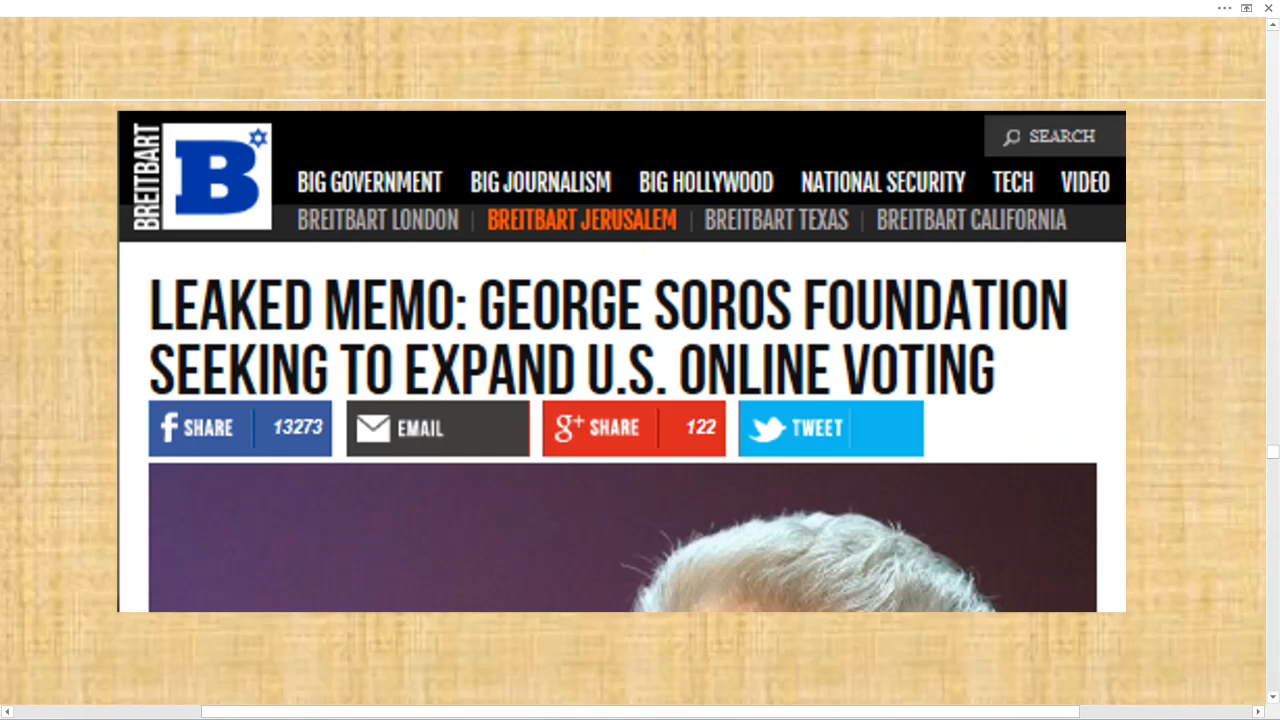 BREITBART
B
SEARCH
BIG GOVERNMENT BIG JOURNALISM BIG HOLLYWOOD NATIONAL SECURITY TECH VIDEO
BREITBART LONDON | BREITBART JERUSALEM | BREITBART TEXAS | BREITBART CALIFORNIA
LEAKED MEMO: GEORGE SOROS FOUNDATION
SEEKING TO EXPAND U.S. ONLINE VOTING
f SHARE 13273 EMAIL g+ SHARE 122 TWEET